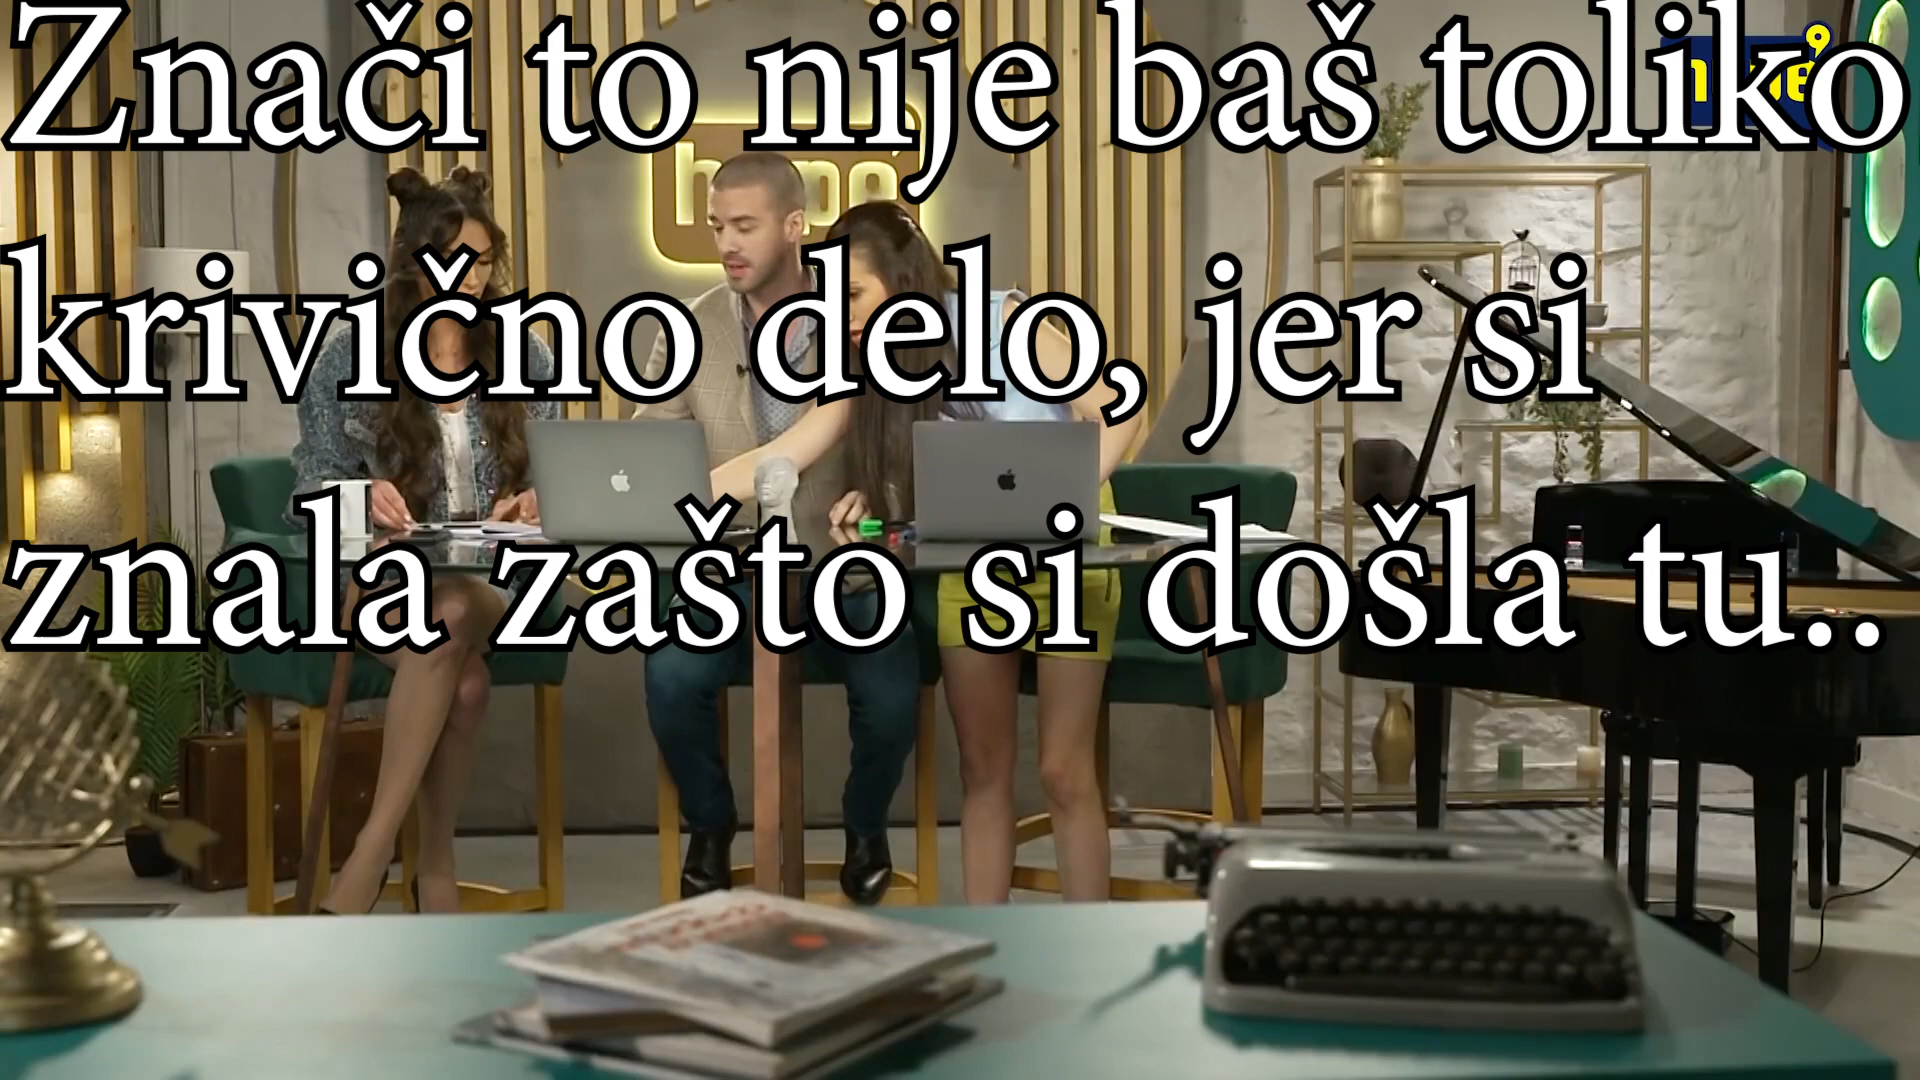 Znači to nije baš toliko
krivično delo, jer si
znala zašto si došla tu..